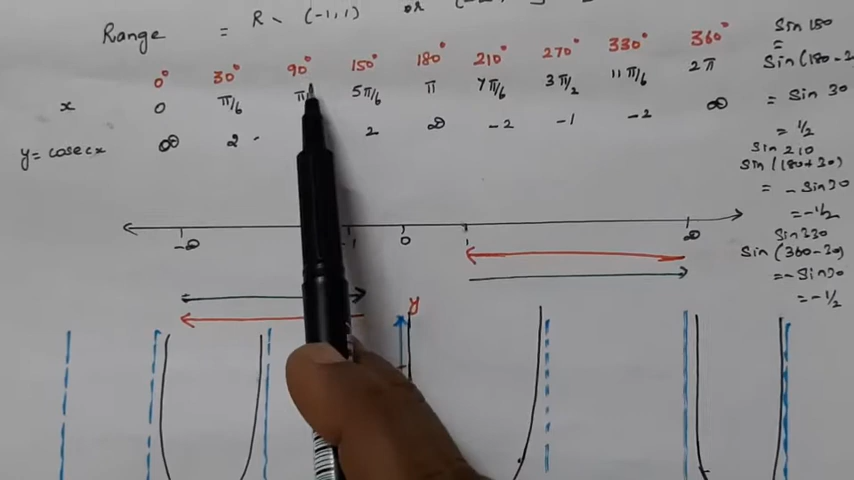 Range = R \ (-1, 1) or
0° 30° 90° 150° 180° 210° 270° 330° 360°
x 0 π/6 π 5π/6 π 7π/6 3π/2 11π/6 2π
y = cosecx ∞ 2 2 ∞ -2 -1 -2 ∞
Sin 150
=
Sin (180-3
= Sin 30
= 1/2
Sin 210
Sin (180+30)
= - Sin 30
= -1/2
Sin 330
Sin (360-30)
= - Sin 30
= -1/2
-∞ -1 0 1 ∞
y